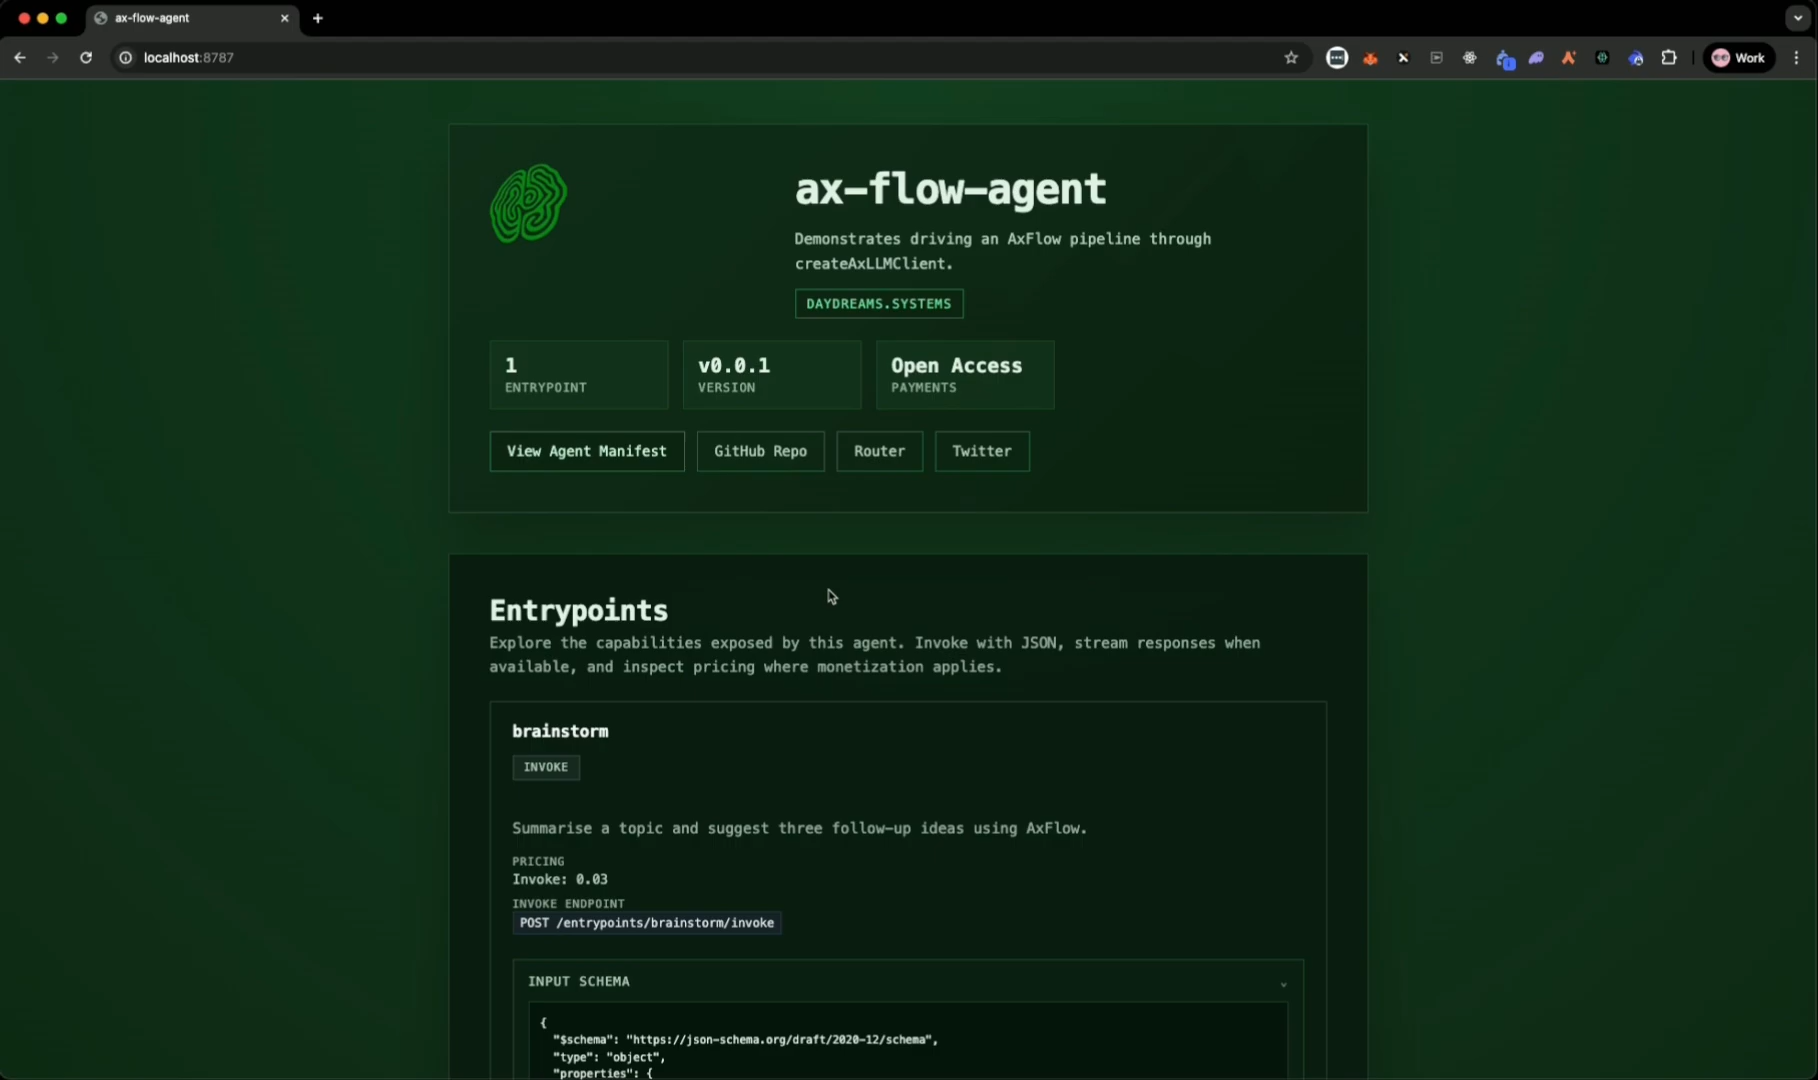 ax-flow-agent
localhost:8787
Work
ax-flow-agent
Demonstrates driving an AxFlow pipeline through
createAxLLMClient.
DAYDREAMS.SYSTEMS
1
ENTRYPOINT
v0.0.1
VERSION
Open Access
PAYMENTS
View Agent Manifest
GitHub Repo
Router
Twitter
Entrypoints
Explore the capabilities exposed by this agent. Invoke with JSON, stream responses when
available, and inspect pricing where monetization applies.
brainstorm
INVOKE
Summarise a topic and suggest three follow-up ideas using AxFlow.
PRICING
Invoke: 0.03
INVOKE ENDPOINT
POST /entrypoints/brainstorm/invoke
INPUT SCHEMA
{
"$schema": "https://json-schema.org/draft/2020-12/schema",
"type": "object",
"properties": {